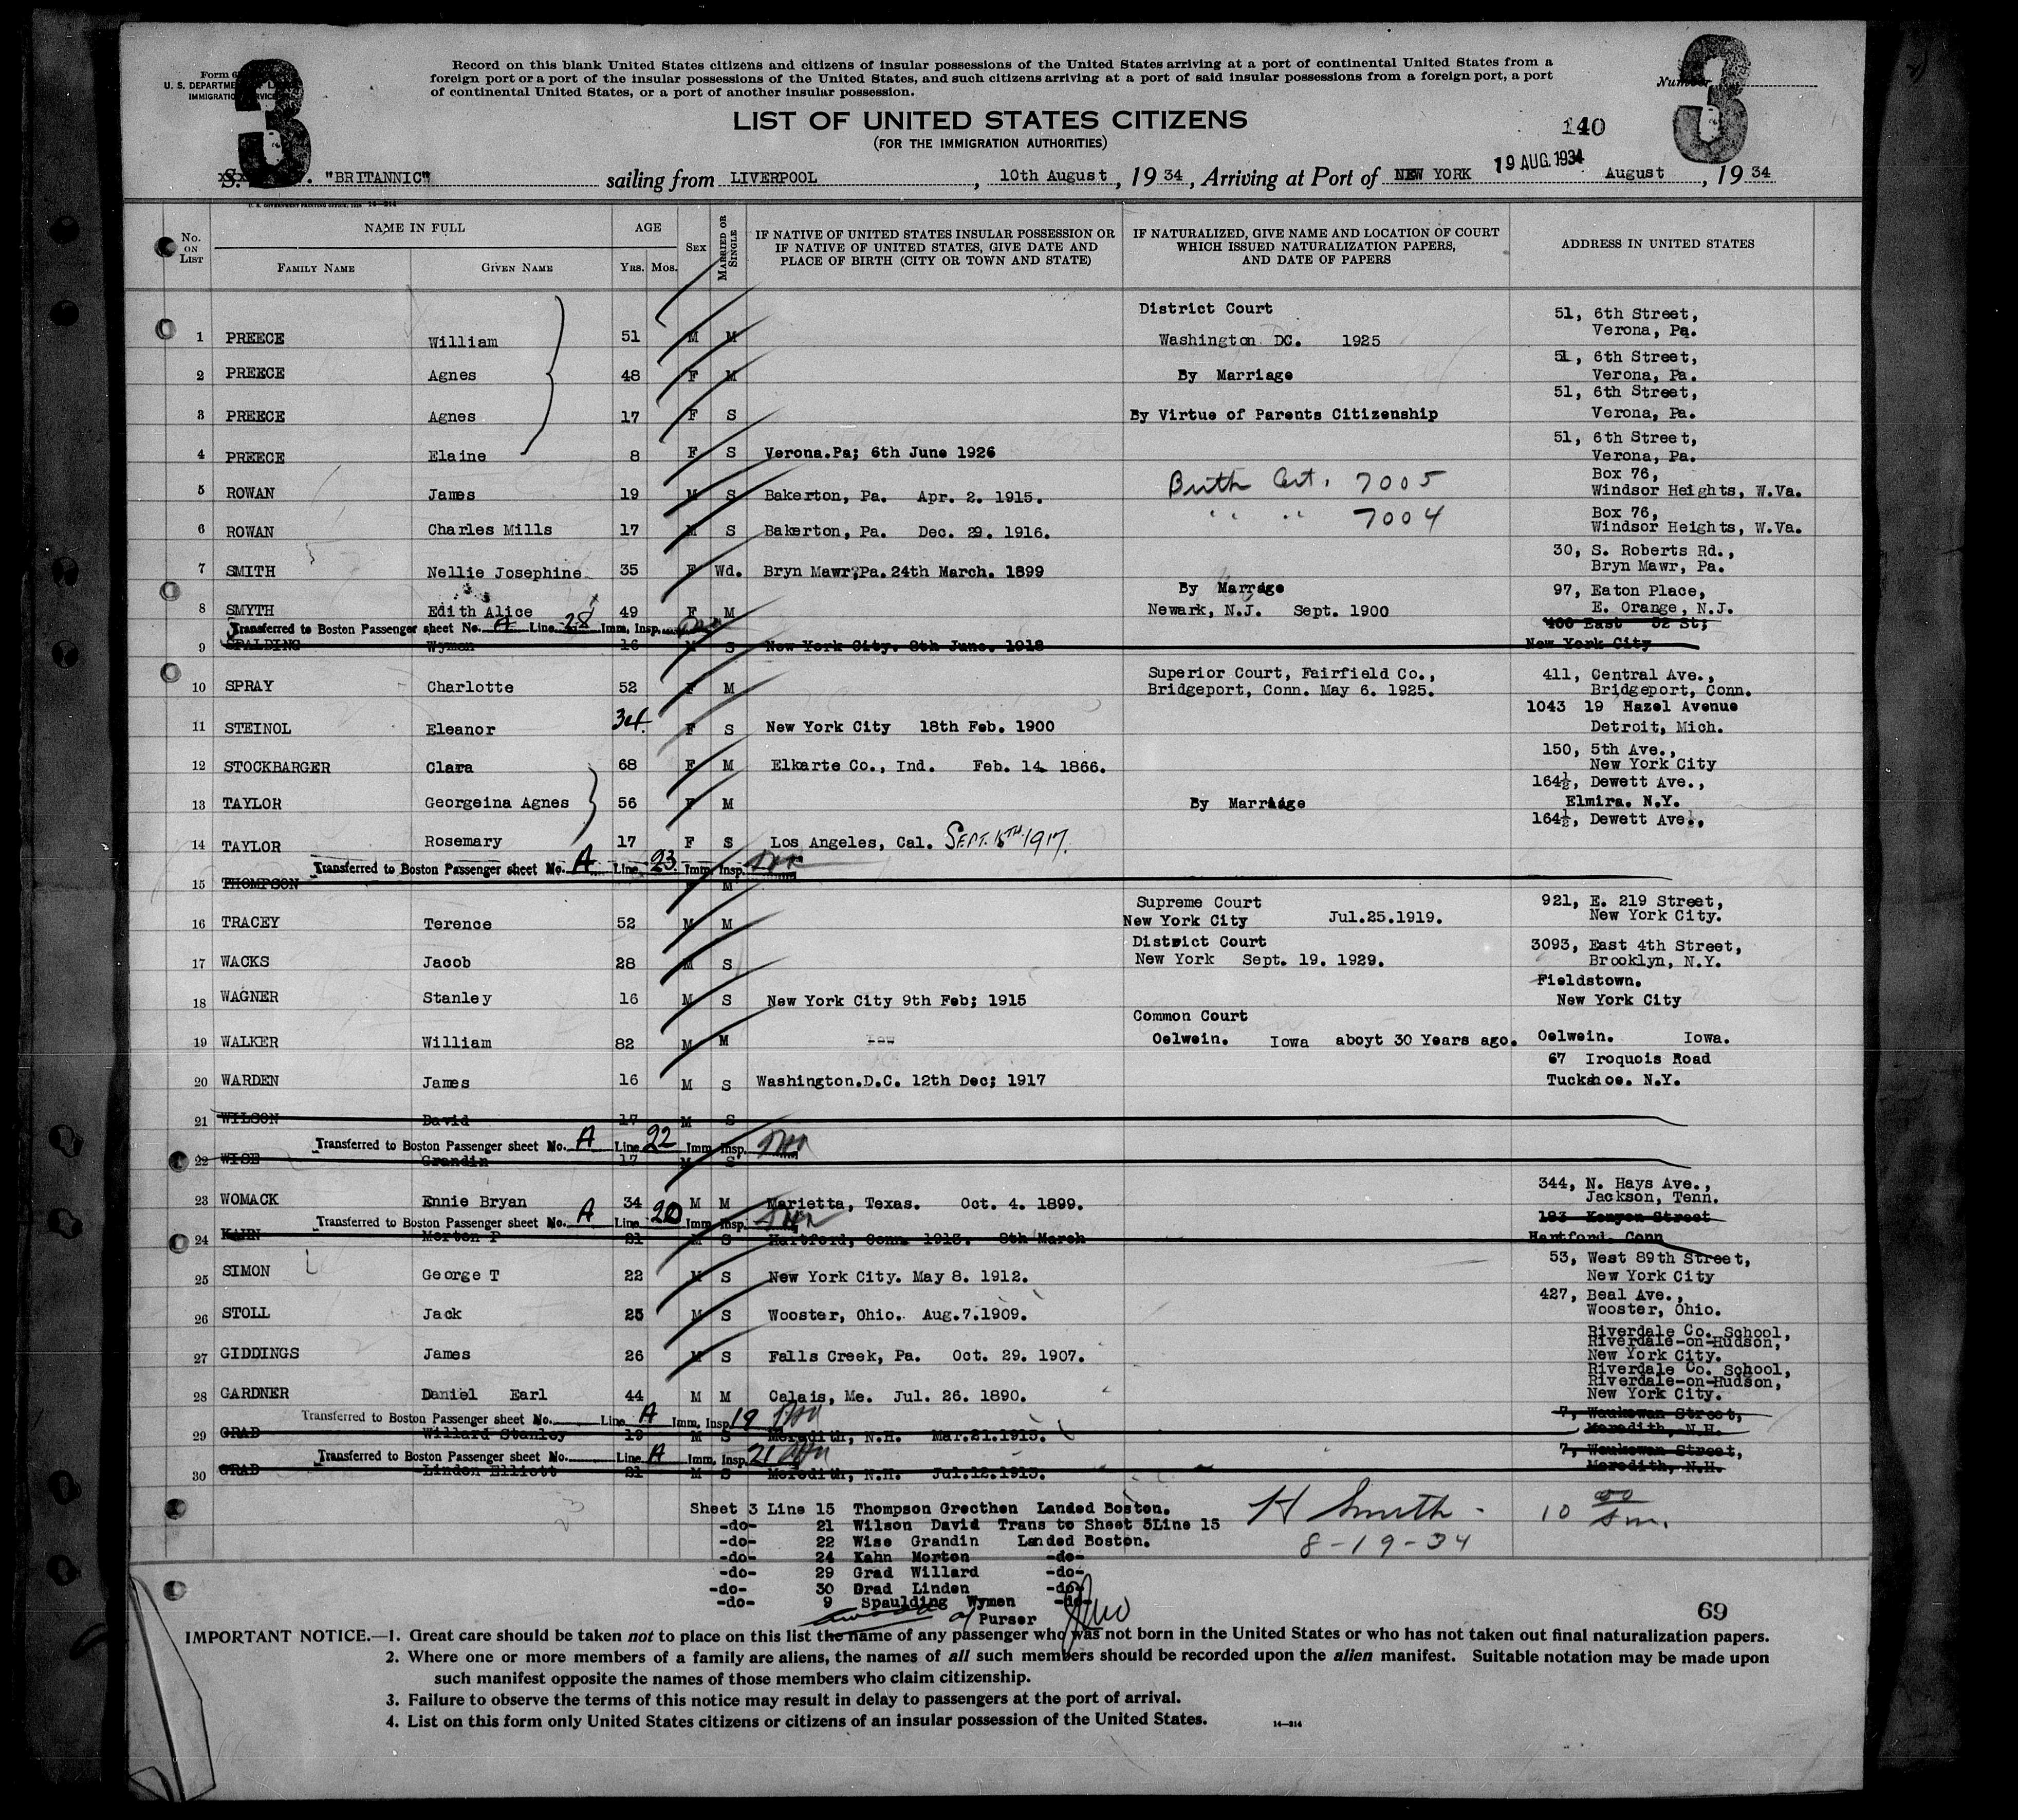 3
3
Form 6
U. S. DEPARTMENT OF LA
IMMIGRATION SERVICE
Record on this blank United States citizens and citizens of insular possessions of the United States arriving at a port of continental United States from a
foreign port or a port of the insular possessions of the United States, and such citizens arriving at a port of said insular possessions from a foreign port, a port
of continental United States, or a port of another insular possession.
Number
LIST OF UNITED STATES CITIZENS
(FOR THE IMMIGRATION AUTHORITIES)
140
19 AUG. 1934
S. "BRITANNIC" sailing from LIVERPOOL, 10th August, 1934, Arriving at Port of NEW YORK August, 1934
NAME IN FULL AGE
No. ON LIST FAMILY NAME GIVEN NAME YRS. MOS. SEX MARRIED OR SINGLE
IF NATIVE OF UNITED STATES INSULAR POSSESSION OR
IF NATIVE OF UNITED STATES, GIVE DATE AND
PLACE OF BIRTH (CITY OR TOWN AND STATE)
IF NATURALIZED, GIVE NAME AND LOCATION OF COURT
WHICH ISSUED NATURALIZATION PAPERS,
AND DATE OF PAPERS
ADDRESS IN UNITED STATES
District Court 51, 6th Street,
1 PREECE William 51 M M Washington DC. 1925 Verona, Pa.
51, 6th Street,
2 PREECE Agnes 48 F M By Marriage Verona, Pa.
51, 6th Street,
3 PREECE Agnes 17 F S By Virtue of Parents Citizenship Verona, Pa.
51, 6th Street,
4 PREECE Elaine 8 F S Verona.Pa; 6th June 1926 Verona, Pa.
Box 76,
5 ROWAN James 19 M S Bakerton, Pa. Apr. 2. 1915. Birth Cert. 7005 Windsor Heights, W.Va.
Box 76,
6 ROWAN Charles Mills 17 M S Bakerton, Pa. Dec. 29. 1916. " " 7004 Windsor Heights, W.Va.
30, S. Roberts Rd.,
7 SMITH Nellie Josephine 35 F Wd. Bryn Mawr,Pa. 24th March. 1899 Bryn Mawr, Pa.
By Marriage 97, Eaton Place,
8 SMYTH Edith Alice 49 F M Newark, N.J. Sept. 1900 E. Orange, N.J.
Transferred to Boston Passenger sheet No. A Line 28 Imm. Insp. 400 East 52 St;
9 SPALDING Wymen 16 M S New York City. 8th June. 1918 New York City
Superior Court, Fairfield Co., 411, Central Ave.,
10 SPRAY Charlotte 52 F M Bridgeport, Conn. May 6. 1925. Bridgeport, Conn.
1043 19 Hazel Avenue
11 STEINOL Eleanor 34 F S New York City 18th Feb. 1900 Detroit, Mich.
150, 5th Ave.,
12 STOCKBARGER Clara 68 F M Elkarte Co., Ind. Feb. 14 1866. New York City
164½, Dewett Ave.,
13 TAYLOR Georgeina Agnes 56 F M By Marriage Elmira. N.Y.
164½, Dewett Ave.,
14 TAYLOR Rosemary 17 F S Los Angeles, Cal. SEPT. TH 1917.
Transferred to Boston Passenger sheet No. A Line 23 Imm. Insp.
15 THOMPSON M
Supreme Court 921, E. 219 Street,
16 TRACEY Terence 52 M M New York City Jul.25.1919. New York City.
District Court 3093, East 4th Street,
17 WACKS Jacob 28 M S New York Sept. 19. 1929. Brooklyn, N.Y.
Fieldstown.
18 WAGNER Stanley 16 M S New York City 9th Feb; 1915 New York City
Common Court
19 WALKER William 82 M M Oelwein. Iowa aboyt 30 Years ago. Oelwein. Iowa.
67 Iroquois Road
20 WARDEN James 16 M S Washington.D.C. 12th Dec; 1917 Tuckahoe. N.Y.
21 WILSON David 17 M S
Transferred to Boston Passenger sheet No. A Line 22 Imm. Insp.
22 WISE Grandin 17 M S
344, N. Hays Ave.,
23 WOMACK Ennie Bryan 34 M M Marietta, Texas. Oct. 4. 1899. Jackson, Tenn.
Transferred to Boston Passenger sheet No. A Line 20 Imm. Insp. 183 Kenyon Street
24 KAHN Morton P 21 M S Hartford, Conn. 1913. 8th March Hartford. Conn
53, West 89th Street,
25 SIMON George T 22 M S New York City. May 8. 1912. New York City
427, Beal Ave.,
26 STOLL Jack 25 M S Wooster, Ohio. Aug.7.1909. Wooster, Ohio.
Riverdale Co. School,
Riverdale-on-Hudson,
27 GIDDINGS James 26 M S Falls Creek, Pa. Oct. 29. 1907. New York City.
Riverdale Co. School,
Riverdale-on-Hudson,
28 GARDNER Daniel Earl 44 M M Calais, Me. Jul. 26. 1890. New York City.
Transferred to Boston Passenger sheet No. Line A Imm. Insp. 19 7, Waukewan Street,
29 GRAD Willard Stanley 19 M S Meredith, N.H. Mar.21.1915. Meredith, N.H.
Transferred to Boston Passenger sheet No. Line A Imm. Insp. 21 7, Waukewan Street,
30 GRAD Linden Elliott 21 M S Meredith, N.H. Jul.12.1913. Meredith, N.H.
Sheet 3 Line 15 Thompson Grecthen Landed Boston.
-do- 21 Wilson David Trans to Sheet 5Line 15
-do- 22 Wise Grandin Landed Boston.
-do- 24 Kahn Morton -do-
-do- 29 Grad Willard -do-
-do- 30 Drad Linden -do-
-do- 9 Spaulding Wymen -do-
Purser
H Smith - 10 00 am.
8-19-34
69
IMPORTANT NOTICE.—1. Great care should be taken not to place on this list the name of any passenger who was not born in the United States or who has not taken out final naturalization papers.
2. Where one or more members of a family are aliens, the names of all such members should be recorded upon the alien manifest. Suitable notation may be made upon
such manifest opposite the names of those members who claim citizenship.
3. Failure to observe the terms of this notice may result in delay to passengers at the port of arrival.
4. List on this form only United States citizens or citizens of an insular possession of the United States.
14—214